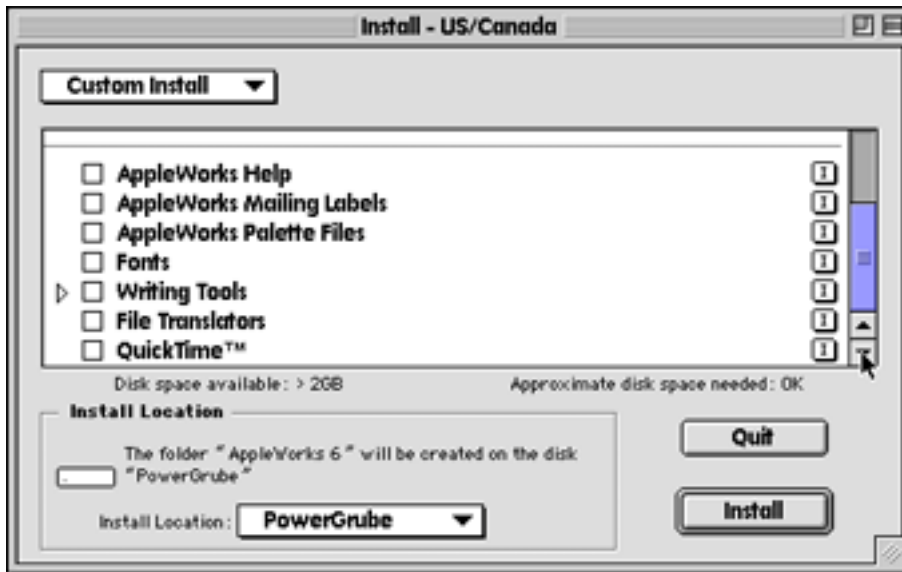 Install - US/Canada
Custom Install
AppleWorks Help
AppleWorks Mailing Labels
AppleWorks Palette Files
Fonts
Writing Tools
File Translators
QuickTime™
Disk space available: > 2GB
Approximate disk space needed: 0K
Install Location
The folder "AppleWorks 6" will be created on the disk
"PowerGrube"
Install Location:
PowerGrube
Quit
Install